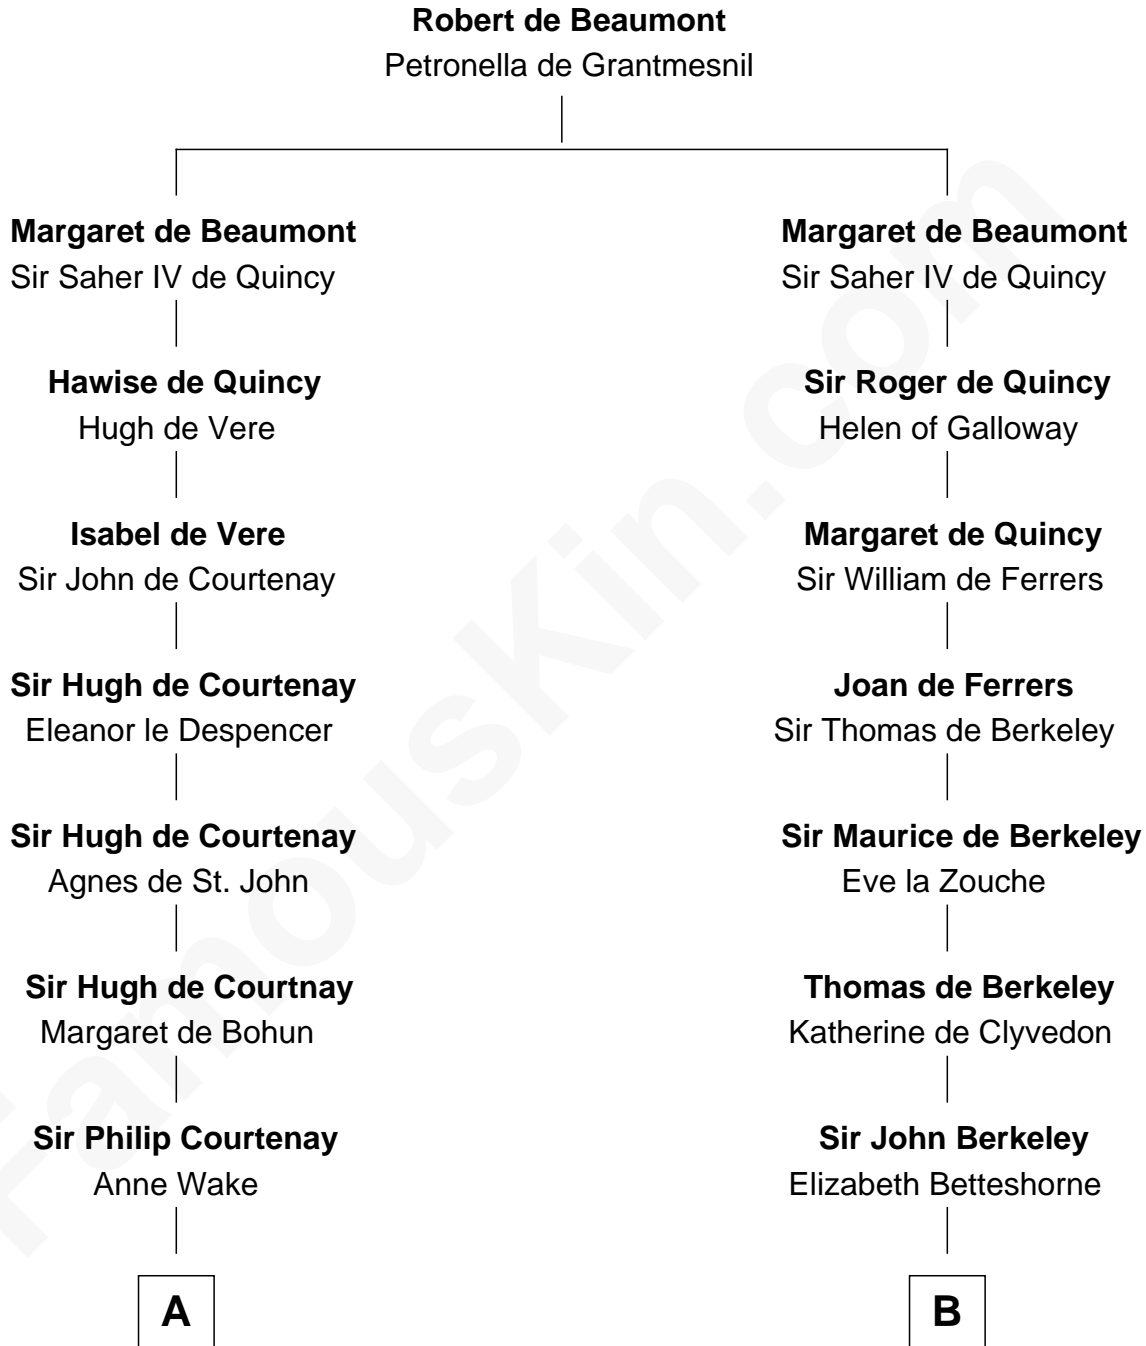 Robert de Beaumont
Petronella de Grantmesnil
Margaret de Beaumont
Sir Saher IV de Quincy
Hawise de Quincy
Hugh de Vere
Isabel de Vere
Sir John de Courtenay
Sir Hugh de Courtenay
Eleanor le Despencer
Sir Hugh de Courtenay
Agnes de St. John
Sir Hugh de Courtnay
Margaret de Bohun
Sir Philip Courtenay
Anne Wake
A
Margaret de Beaumont
Sir Saher IV de Quincy
Sir Roger de Quincy
Helen of Galloway
Margaret de Quincy
Sir William de Ferrers
Joan de Ferrers
Sir Thomas de Berkeley
Sir Maurice de Berkeley
Eve la Zouche
Thomas de Berkeley
Katherine de Clyvedon
Sir John Berkeley
Elizabeth Betteshorne
B
FamousKin.com